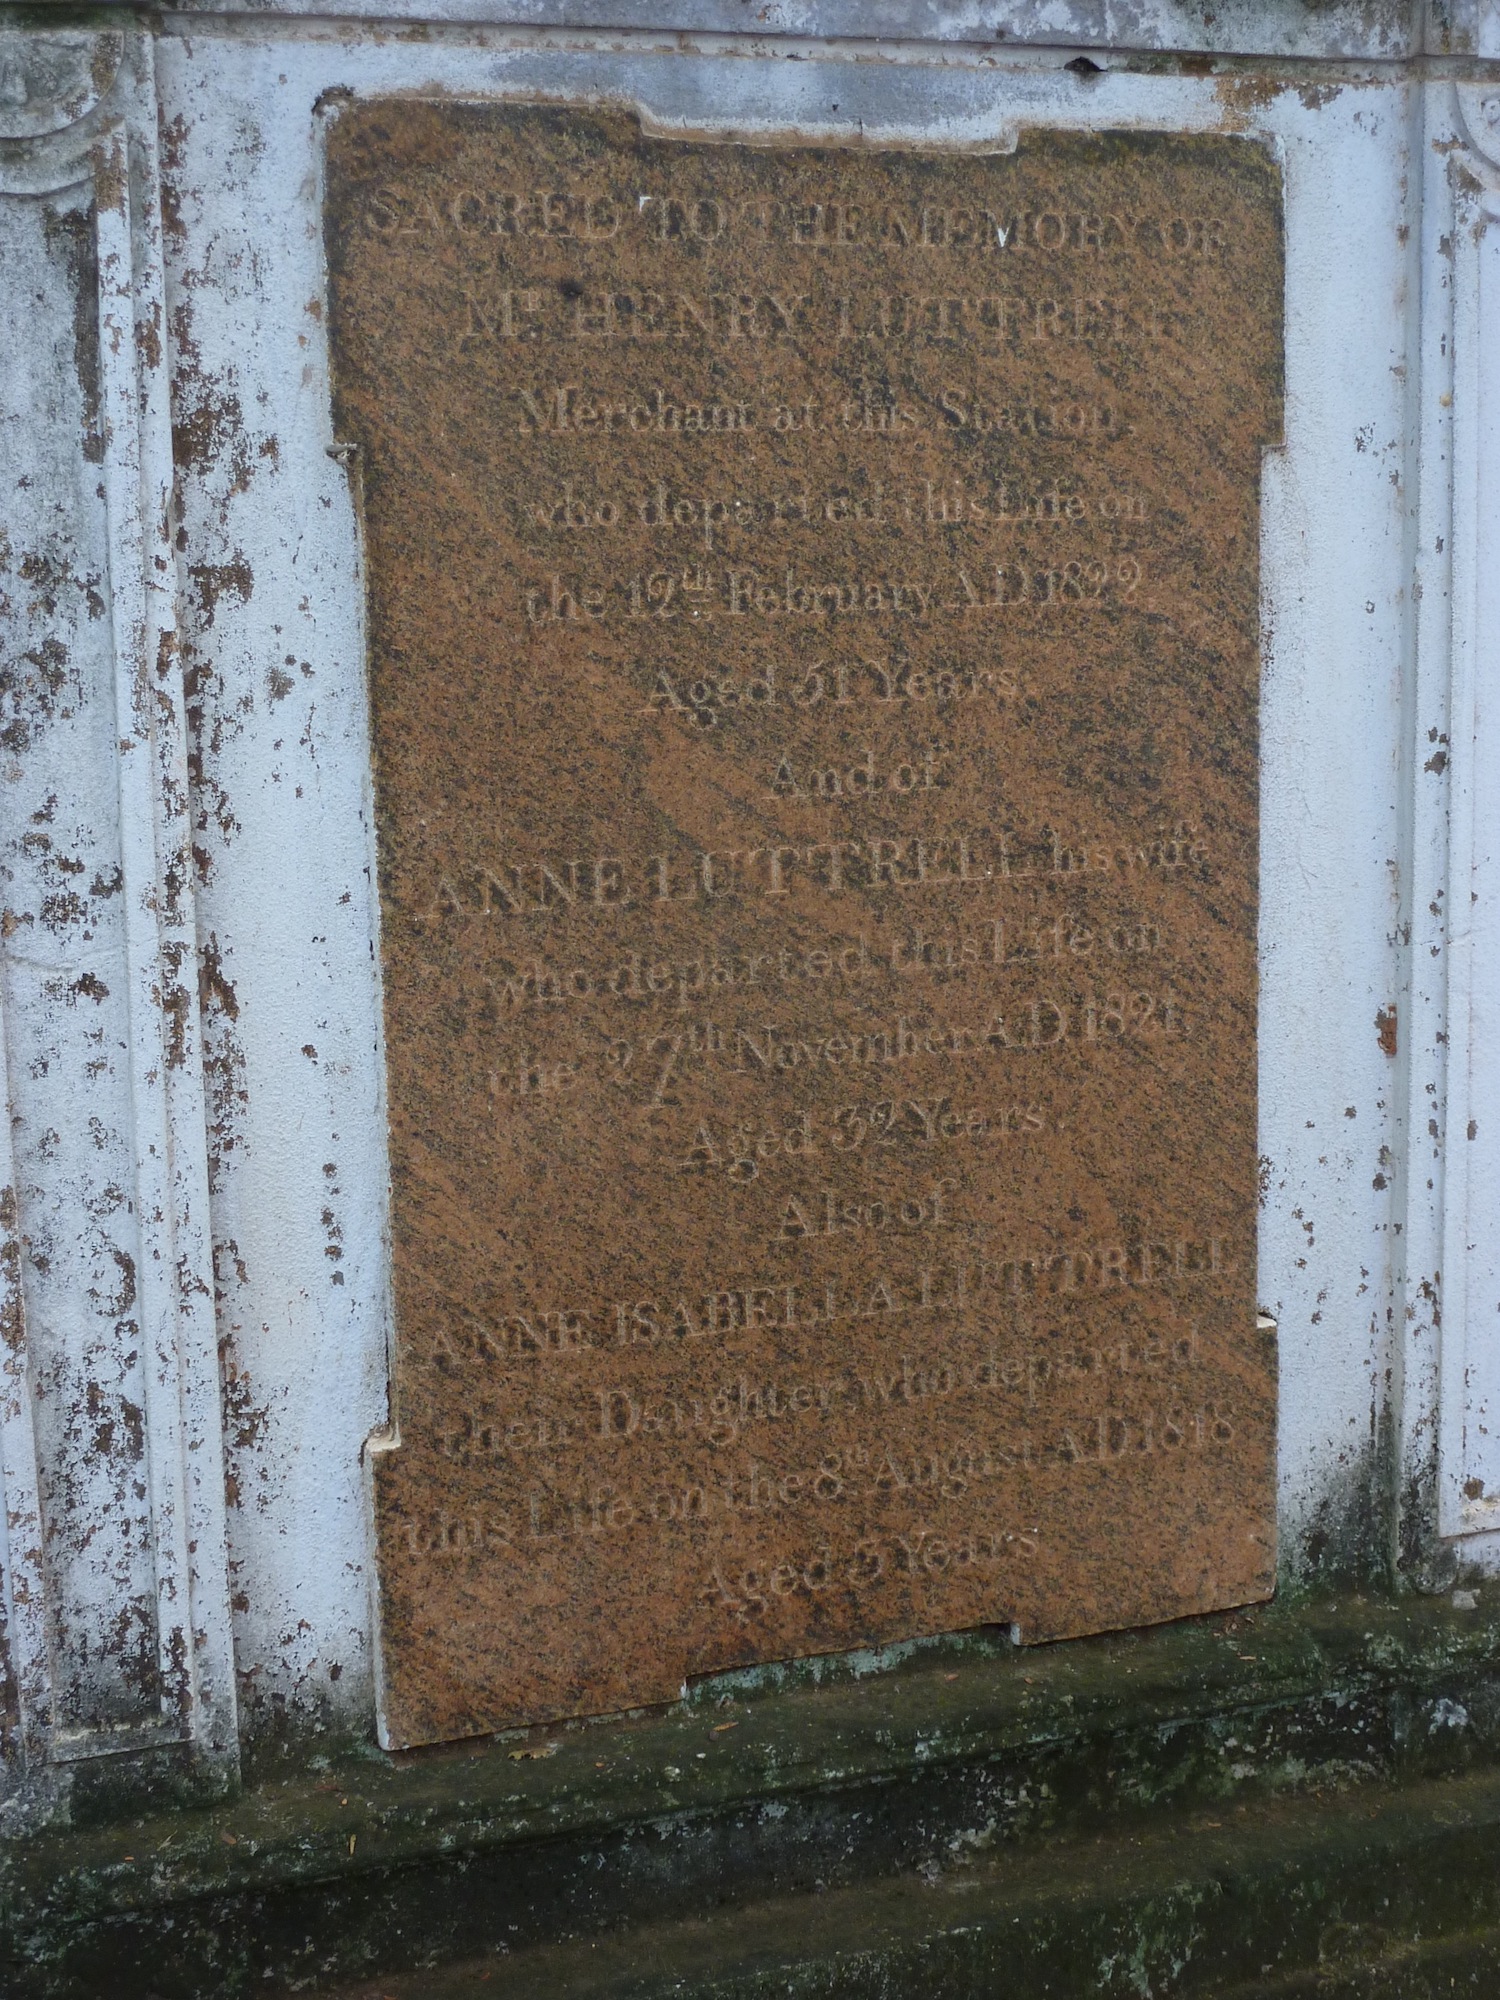 SACRED TO THE MEMORY OF
Mr. HENRY LUTTRELL
Merchant at this Station,
who departed this Life on
the 12th February A.D 1822
Aged 51 Years.
And of
ANNE LUTTRELL his wife
who departed this Life on
the 27th November A.D 1821,
Aged 32 Years.
Also of
ANNE ISABELLA LUTTRELL
their Daughter, who departed
this Life on the 8th August A.D 1818
Aged 3 Years